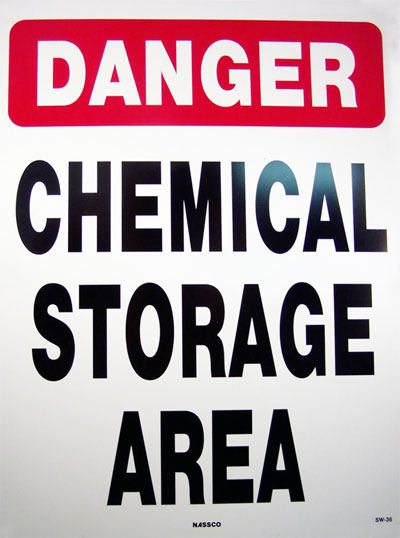 DANGER
CHEMICAL
STORAGE
AREA
NASSCO
SW-36